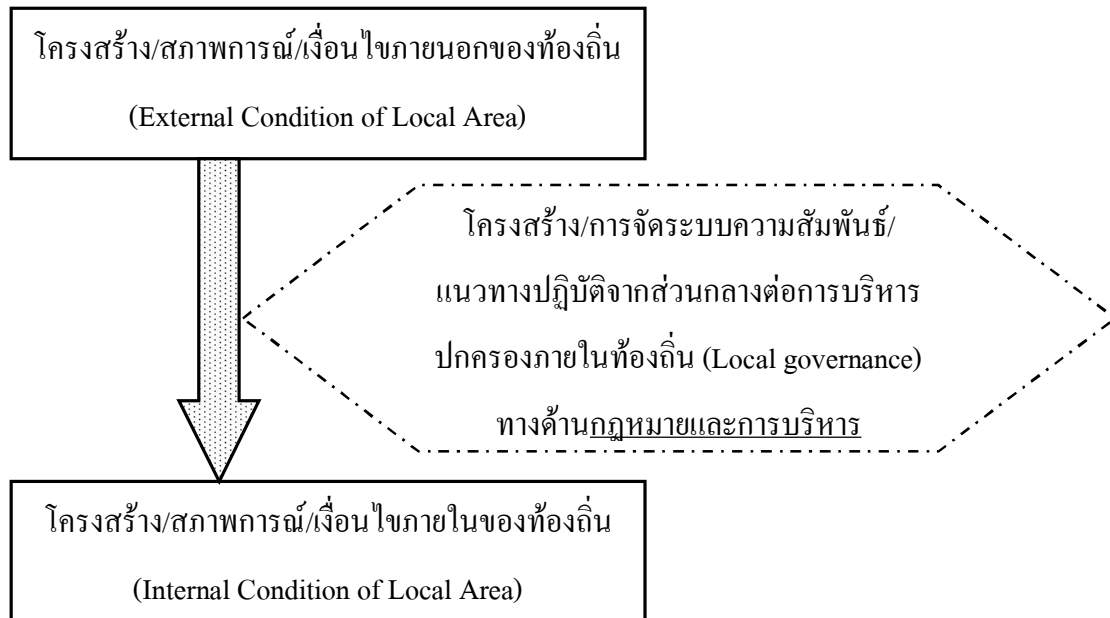 โครงสร้าง/สภาพการณ์/เงื่อนไขภายนอกของท้องถิ่น
(External Condition of Local Area)
โครงสร้าง/การจัดระบบความสัมพันธ์/
แนวทางปฏิบัติจากส่วนกลางต่อการบริหาร
ปกครองภายในท้องถิ่น (Local governance)
ทางด้านกฎหมายและการบริหาร
โครงสร้าง/สภาพการณ์/เงื่อนไขภายในของท้องถิ่น
(Internal Condition of Local Area)